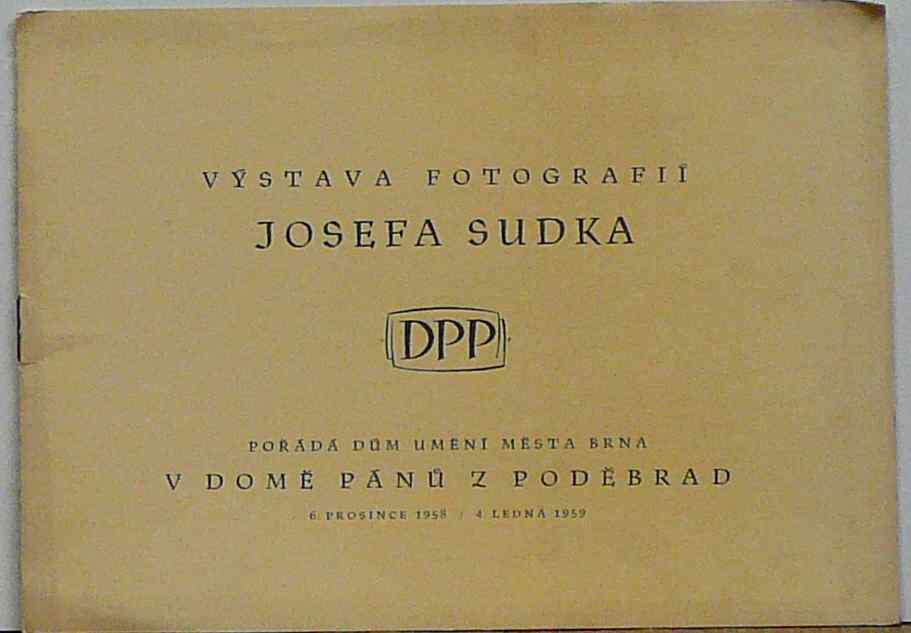 VÝSTAVA FOTOGRAFIÍ
JOSEFA SUDKA
DPP
POŘÁDÁ DŮM UMĚNÍ MĚSTA BRNA
V DOMĚ PÁNŮ Z PODĚBRAD
6. PROSINCE 1958 / 4. LEDNA 1959